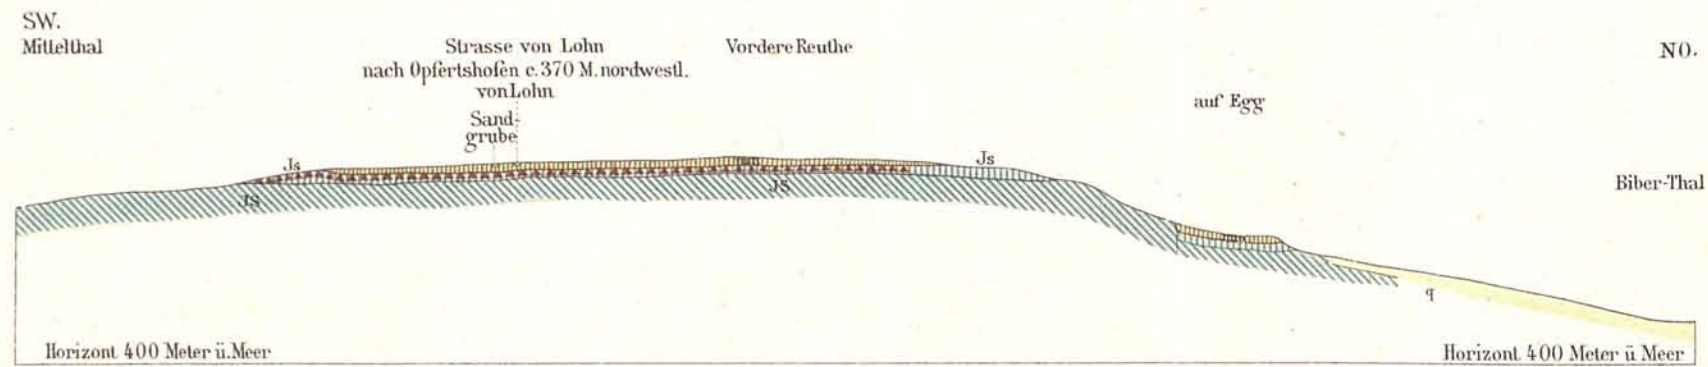 SW.
Mittelthal
Strasse von Lohn
nach Opfertshofen c. 370 M. nordwestl.
von Lohn
Sand-
grube
Vordere Reuthe
NO.
auf Egg
Biber-Thal
Js
Js
JS
JS
q
Horizont 400 Meter ü. Meer
Horizont 400 Meter ü Meer